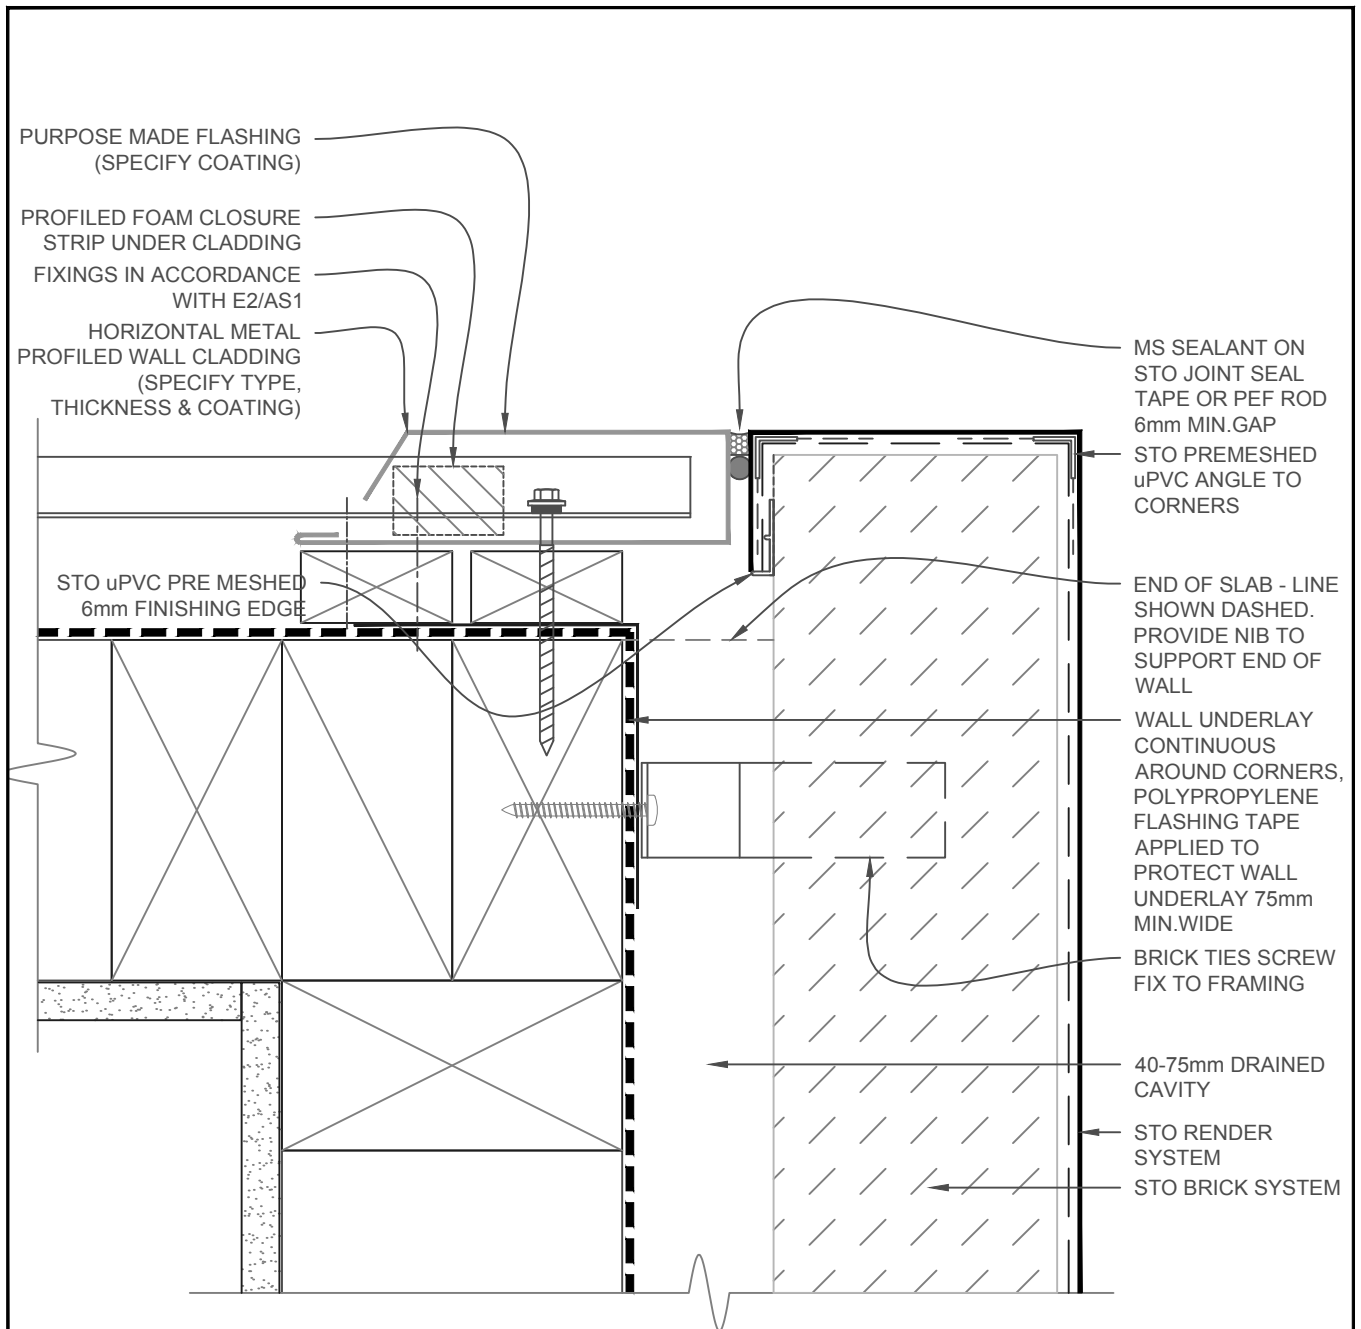 PURPOSE MADE FLASHING
(SPECIFY COATING)
PROFILED FOAM CLOSURE
STRIP UNDER CLADDING
FIXINGS IN ACCORDANCE
WITH E2/AS1
HORIZONTAL METAL
PROFILED WALL CLADDING
(SPECIFY TYPE,
THICKNESS & COATING)
STO uPVC PRE MESHED
6mm FINISHING EDGE
MS SEALANT ON
STO JOINT SEAL
TAPE OR PEF ROD
6mm MIN.GAP
STO PREMESHED
uPVC ANGLE TO
CORNERS
END OF SLAB - LINE
SHOWN DASHED.
PROVIDE NIB TO
SUPPORT END OF
WALL
WALL UNDERLAY
CONTINUOUS
AROUND CORNERS,
POLYPROPYLENE
FLASHING TAPE
APPLIED TO
PROTECT WALL
UNDERLAY 75mm
MIN.WIDE
BRICK TIES SCREW
FIX TO FRAMING
40-75mm DRAINED
CAVITY
STO RENDER
SYSTEM
STO BRICK SYSTEM